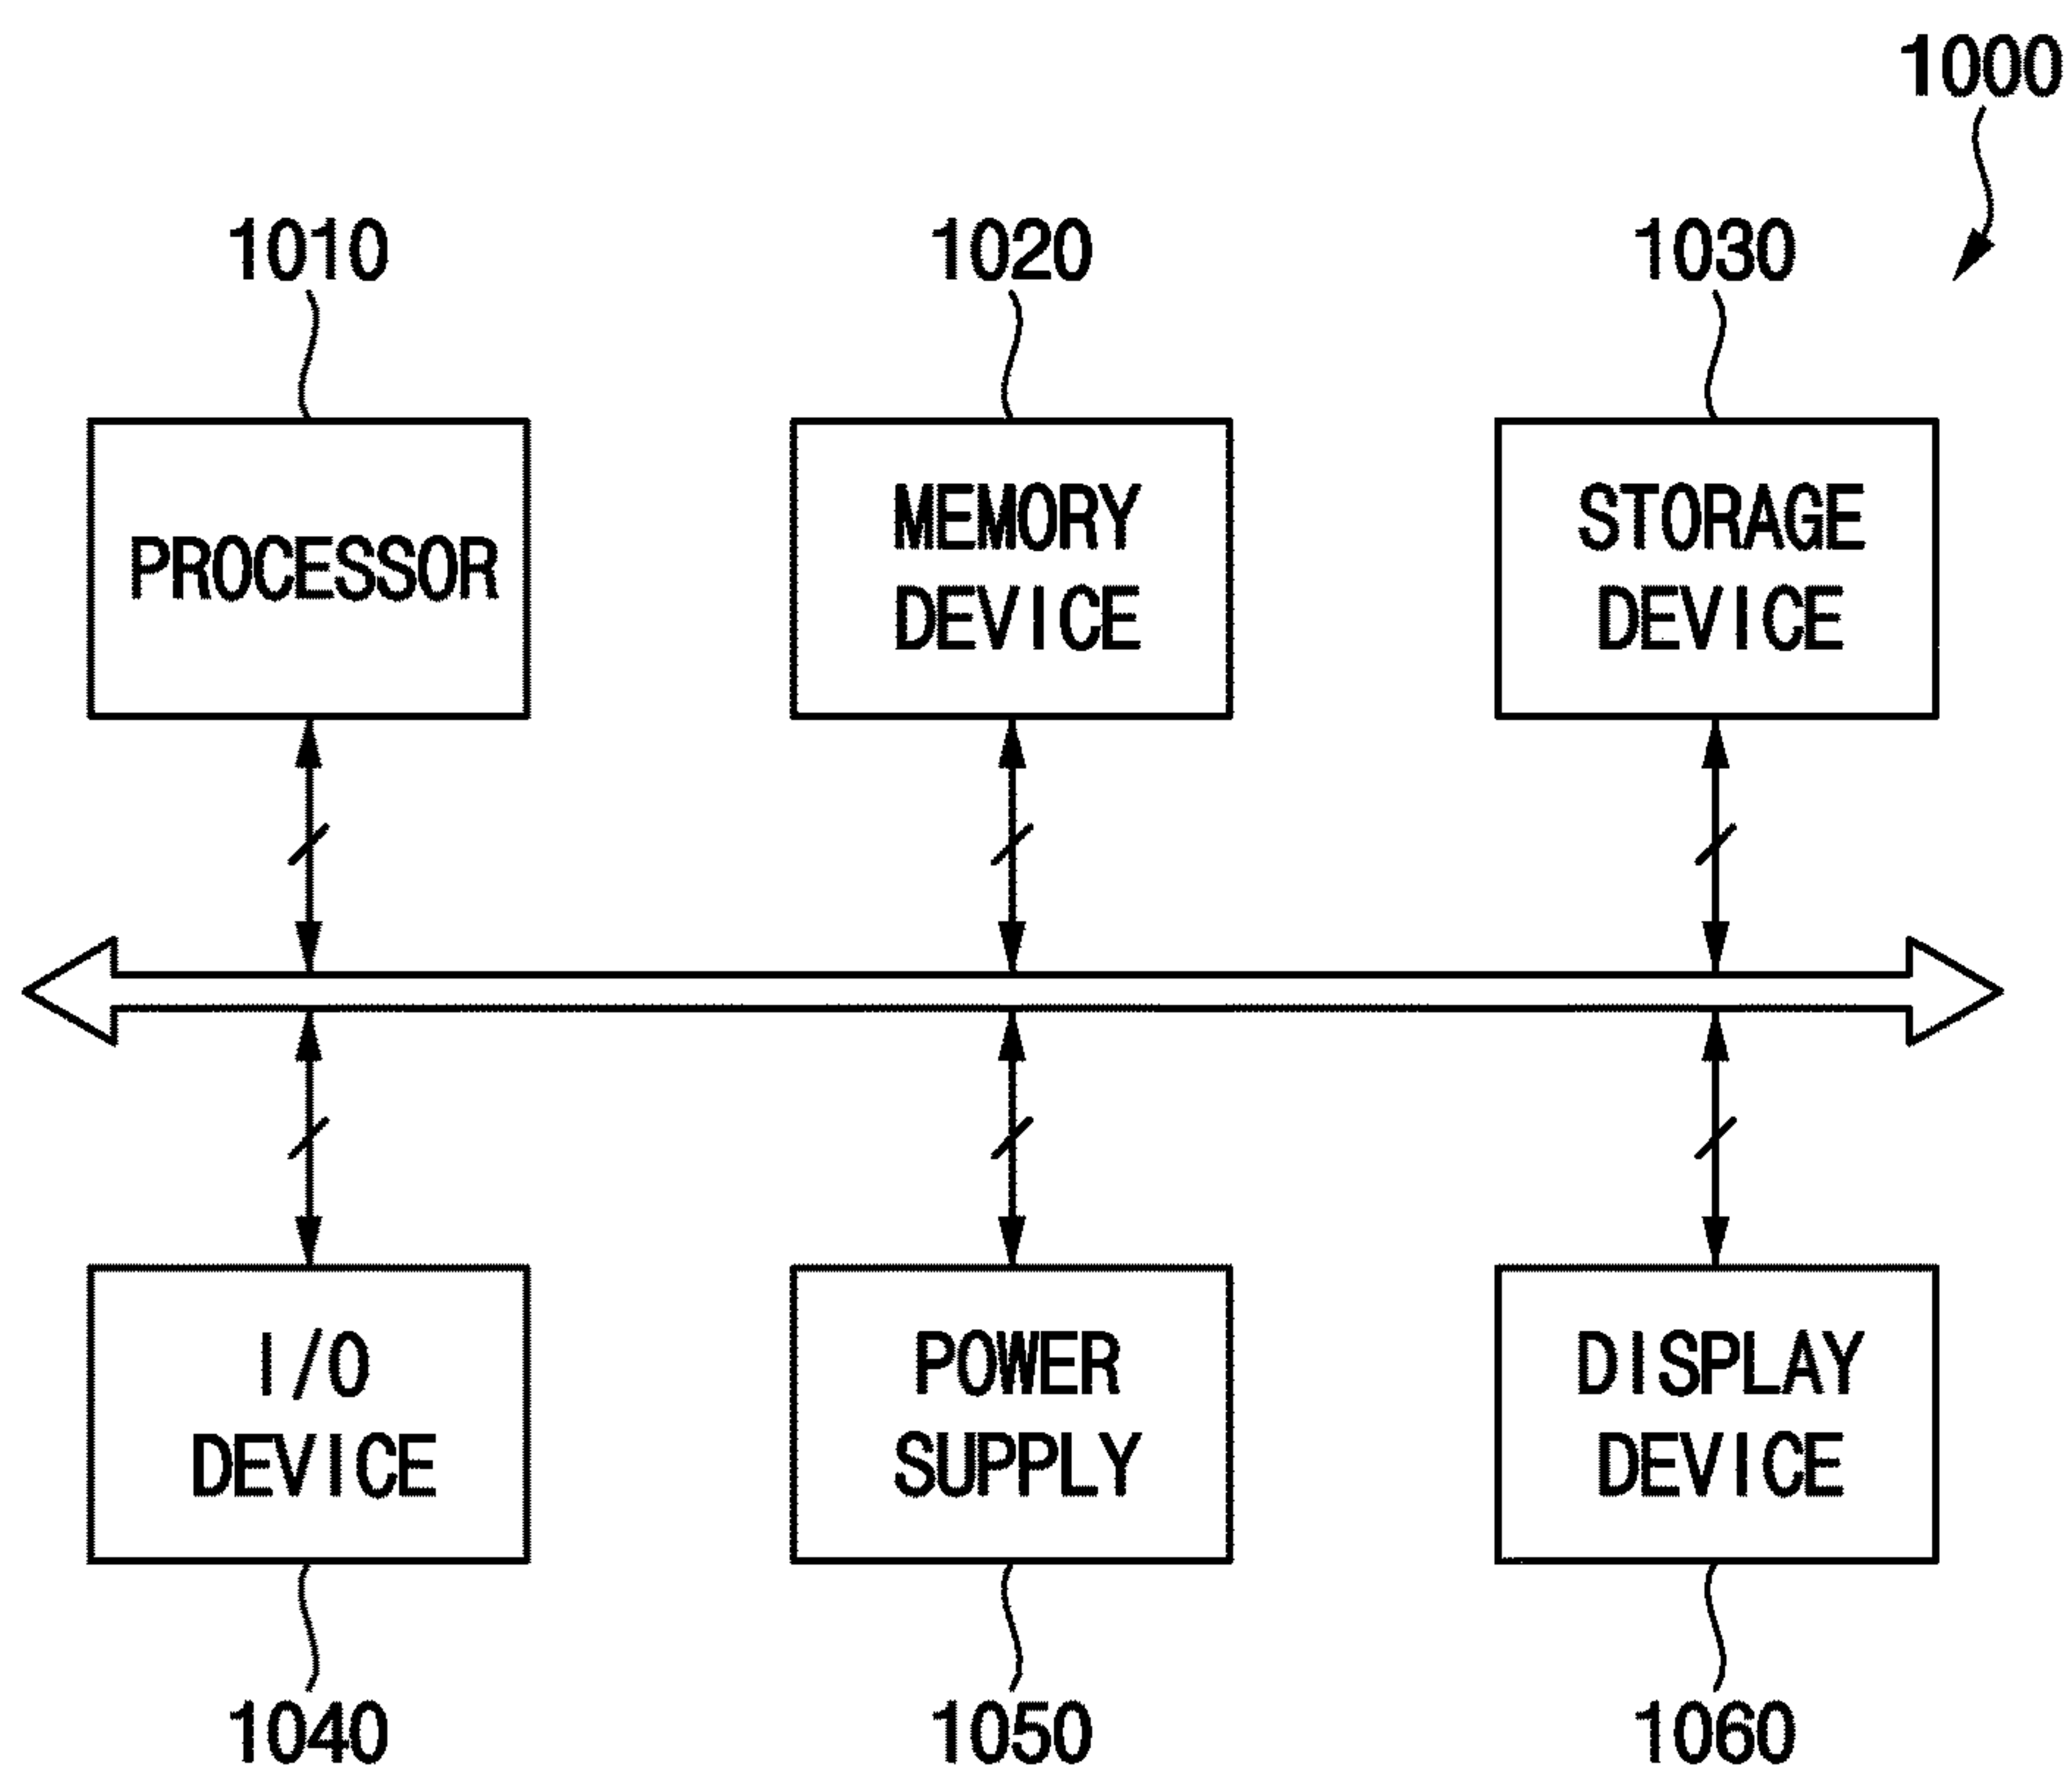 1000
1010
1020
1030
PROCESSOR
MEMORY
DEVICE
STORAGE
DEVICE
I/O
DEVICE
POWER
SUPPLY
DISPLAY
DEVICE
1040
1050
1060